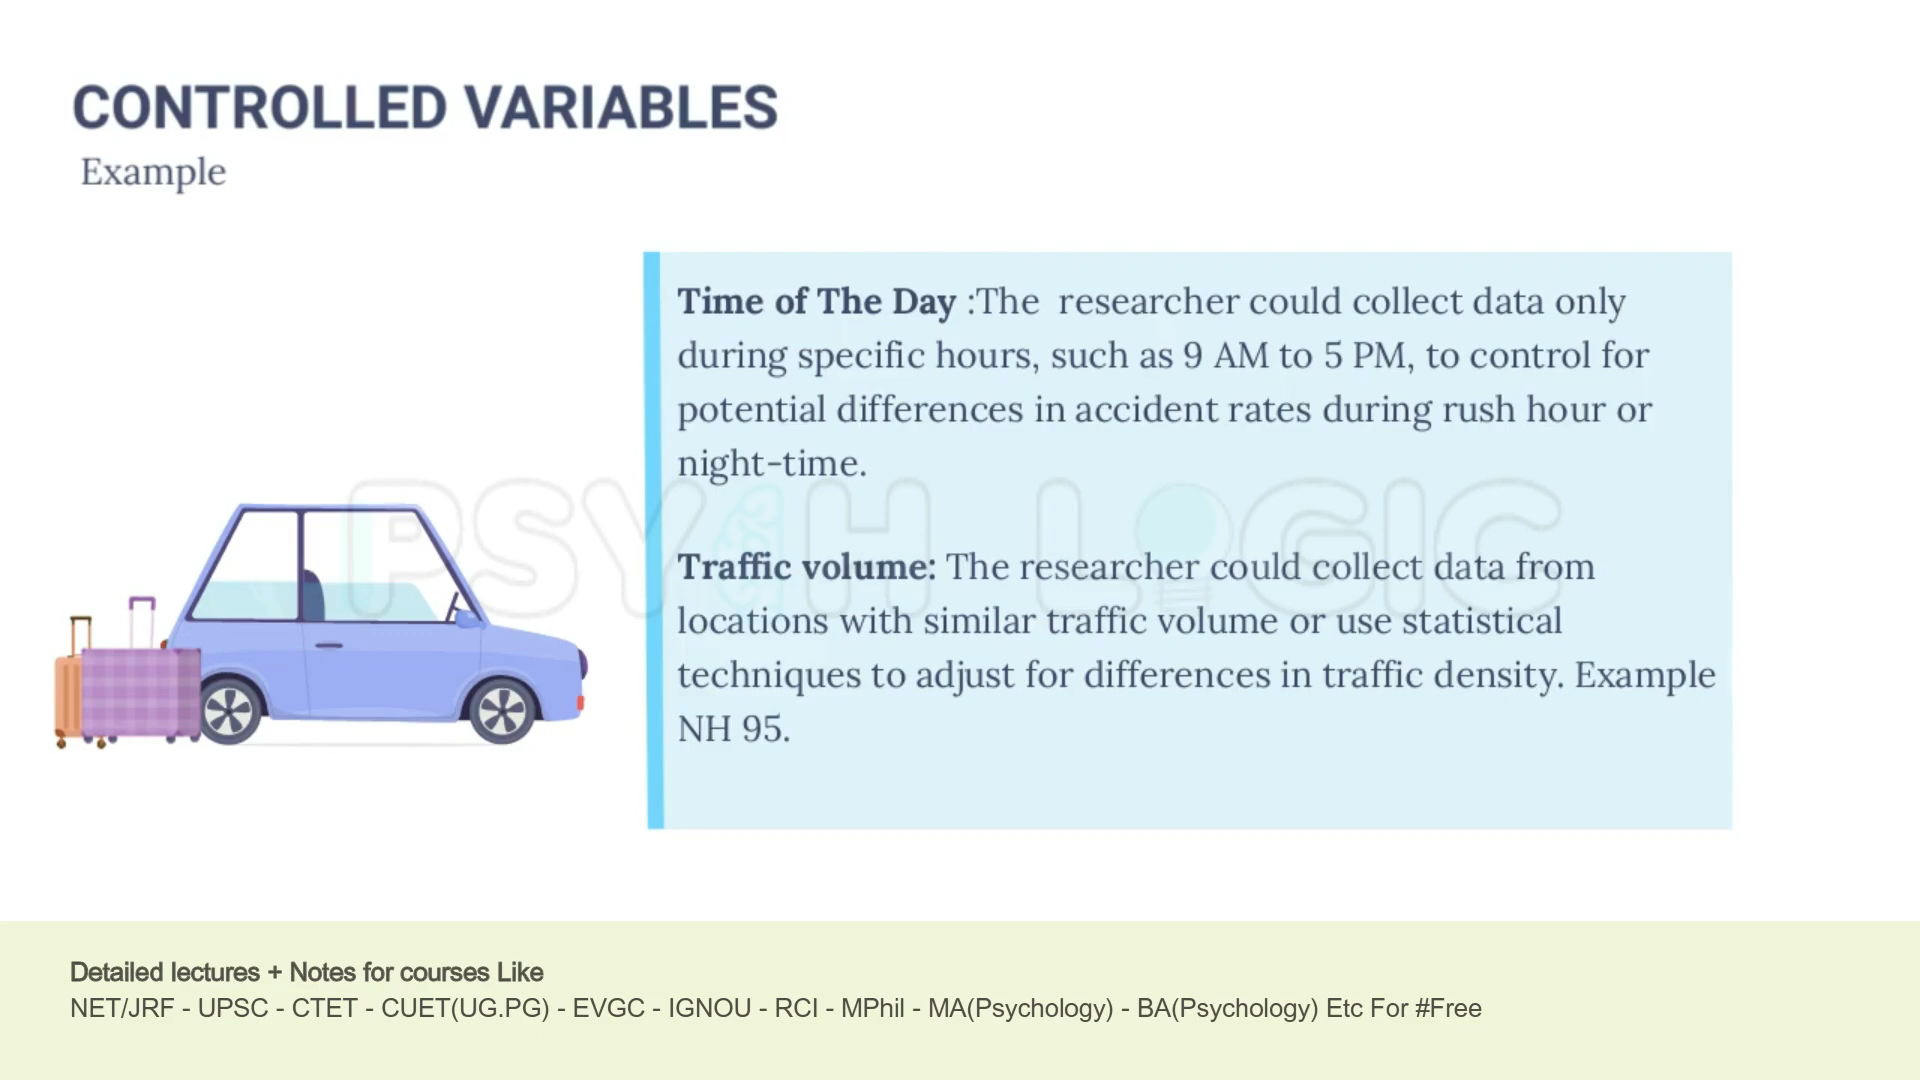 CONTROLLED VARIABLES
Example
Time of The Day :The researcher could collect data only
during specific hours, such as 9 AM to 5 PM, to control for
potential differences in accident rates during rush hour or
night-time.
PSYCH LOGIC
Traffic volume: The researcher could collect data from
locations with similar traffic volume or use statistical
techniques to adjust for differences in traffic density. Example
NH 95.
Detailed lectures + Notes for courses Like
NET/JRF - UPSC - CTET - CUET(UG.PG) - EVGC - IGNOU - RCI - MPhil - MA(Psychology) - BA(Psychology) Etc For #Free